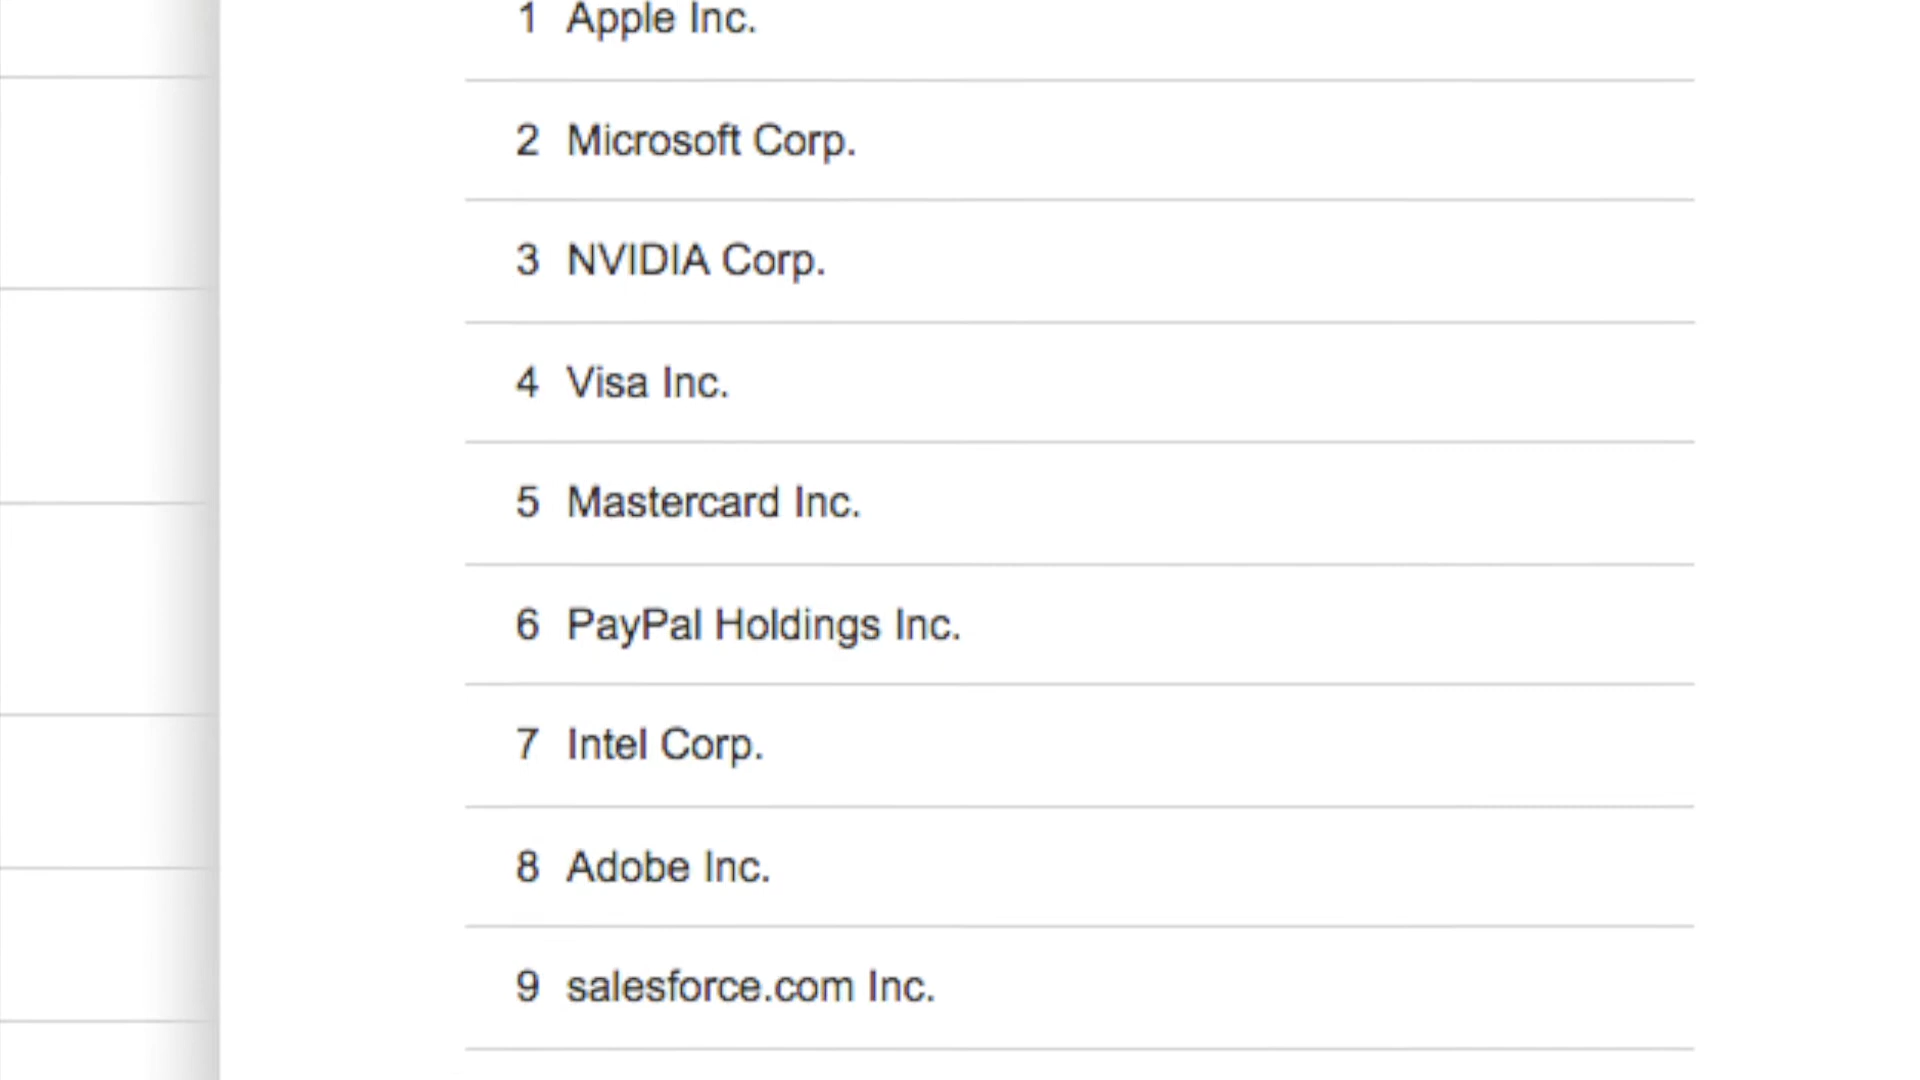 1 Apple Inc.
2 Microsoft Corp.
3 NVIDIA Corp.
4 Visa Inc.
5 Mastercard Inc.
6 PayPal Holdings Inc.
7 Intel Corp.
8 Adobe Inc.
9 salesforce.com Inc.